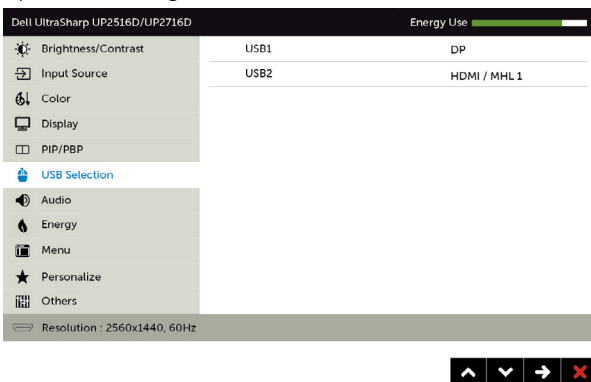 Dell UltraSharp UP2516D/UP2716D Energy Use
Brightness/Contrast USB1 DP
Input Source USB2 HDMI / MHL 1
Color
Display
PIP/PBP
USB Selection
Audio
Energy
Menu
Personalize
Others
Resolution : 2560x1440, 60Hz